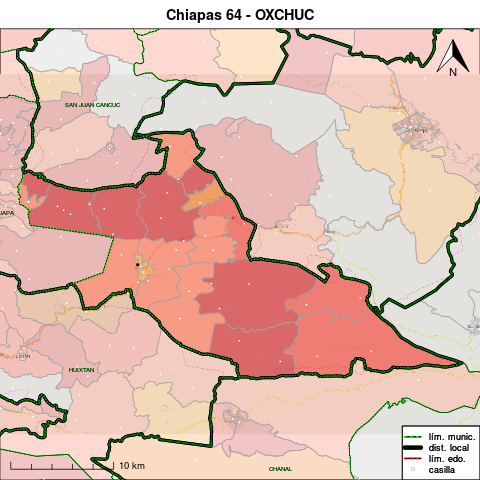 Chiapas 64 - OXCHUC
N
SAN JUAN CANCUC
HUIXTAN
CHANAL
10 km
lím. munic.
dist. local
lím. edo.
casilla